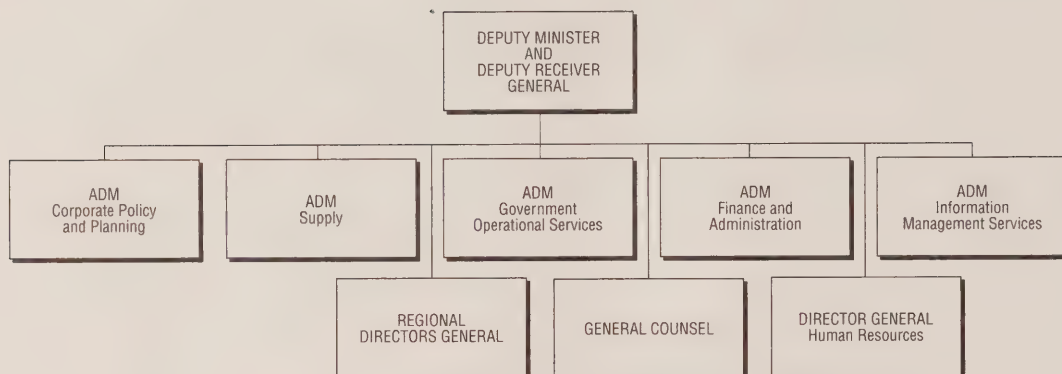 DEPUTY MINISTER
AND
DEPUTY RECEIVER
GENERAL
ADM
Corporate Policy
and Planning
ADM
Supply
ADM
Government
Operational Services
ADM
Finance and
Administration
ADM
Information
Management Services
REGIONAL
DIRECTORS GENERAL
GENERAL COUNSEL
DIRECTOR GENERAL
Human Resources